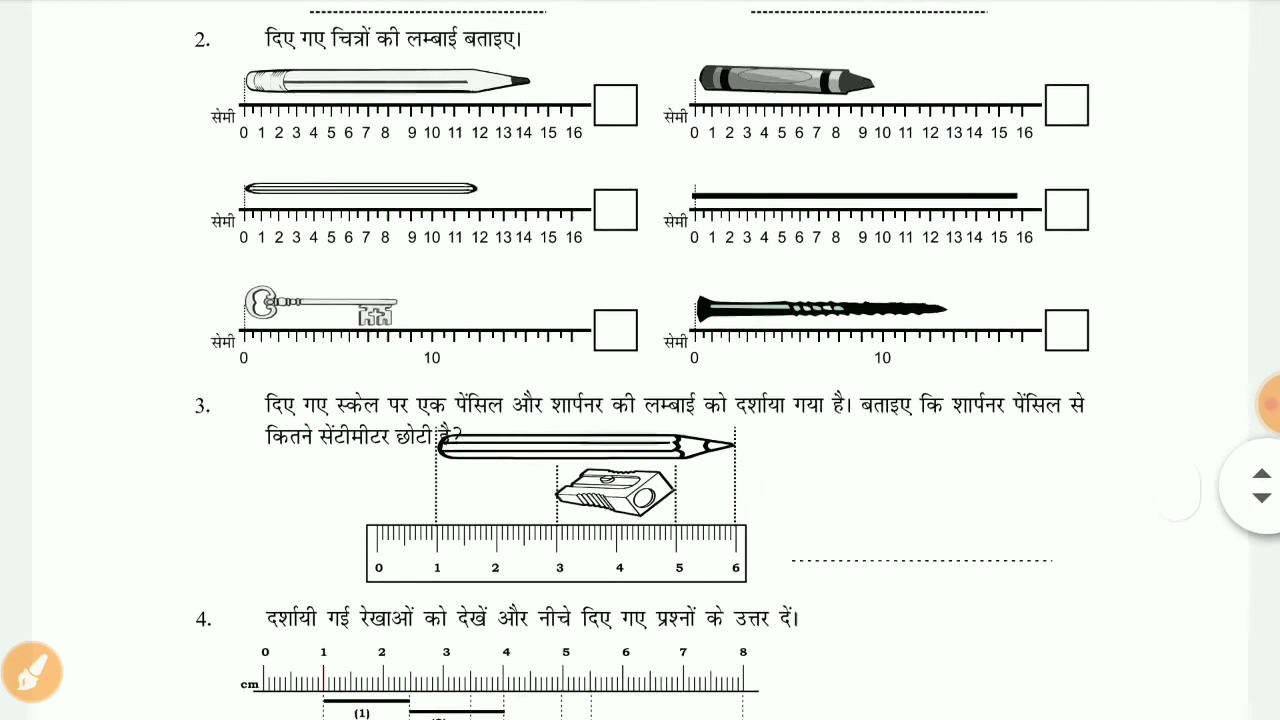 2. दिए गए चित्रों की लम्बाई बताइए।
सेमी
0 1 2 3 4 5 6 7 8 9 10 11 12 13 14 15 16
सेमी
0 1 2 3 4 5 6 7 8 9 10 11 12 13 14 15 16
सेमी
0 1 2 3 4 5 6 7 8 9 10 11 12 13 14 15 16
सेमी
0 1 2 3 4 5 6 7 8 9 10 11 12 13 14 15 16
सेमी
0 10
सेमी
0 10
3. दिए गए स्केल पर एक पेंसिल और शार्पनर की लम्बाई को दर्शाया गया है। बताइए कि शार्पनर पेंसिल से
कितने सेंटीमीटर छोटी है?
0 1 2 3 4 5 6
4. दर्शायी गई रेखाओं को देखें और नीचे दिए गए प्रश्नों के उत्तर दें।
0 1 2 3 4 5 6 7 8
cm
(1)